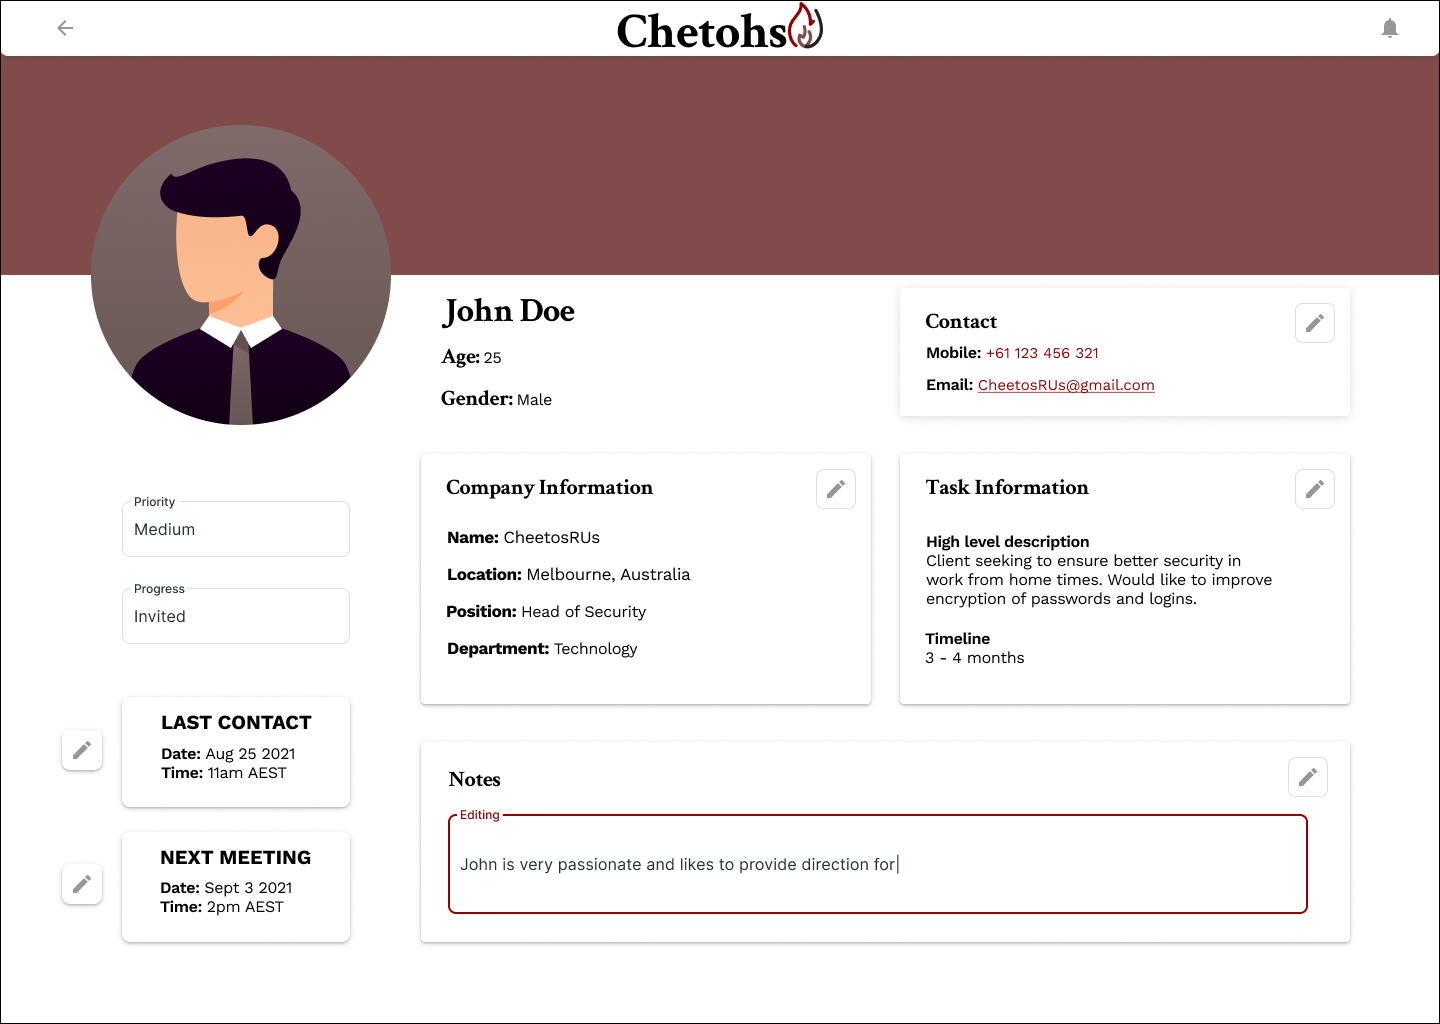 Chetohs
John Doe
Age: 25
Gender: Male
Contact
Mobile: +61 123 456 321
Email: CheetosRUs@gmail.com
Priority
Medium
Progress
Invited
LAST CONTACT
Date: Aug 25 2021
Time: 11am AEST
NEXT MEETING
Date: Sept 3 2021
Time: 2pm AEST
Company Information
Name: CheetosRUs
Location: Melbourne, Australia
Position: Head of Security
Department: Technology
Task Information
High level description
Client seeking to ensure better security in
work from home times. Would like to improve
encryption of passwords and logins.
Timeline
3 - 4 months
Notes
Editing
John is very passionate and likes to provide direction for